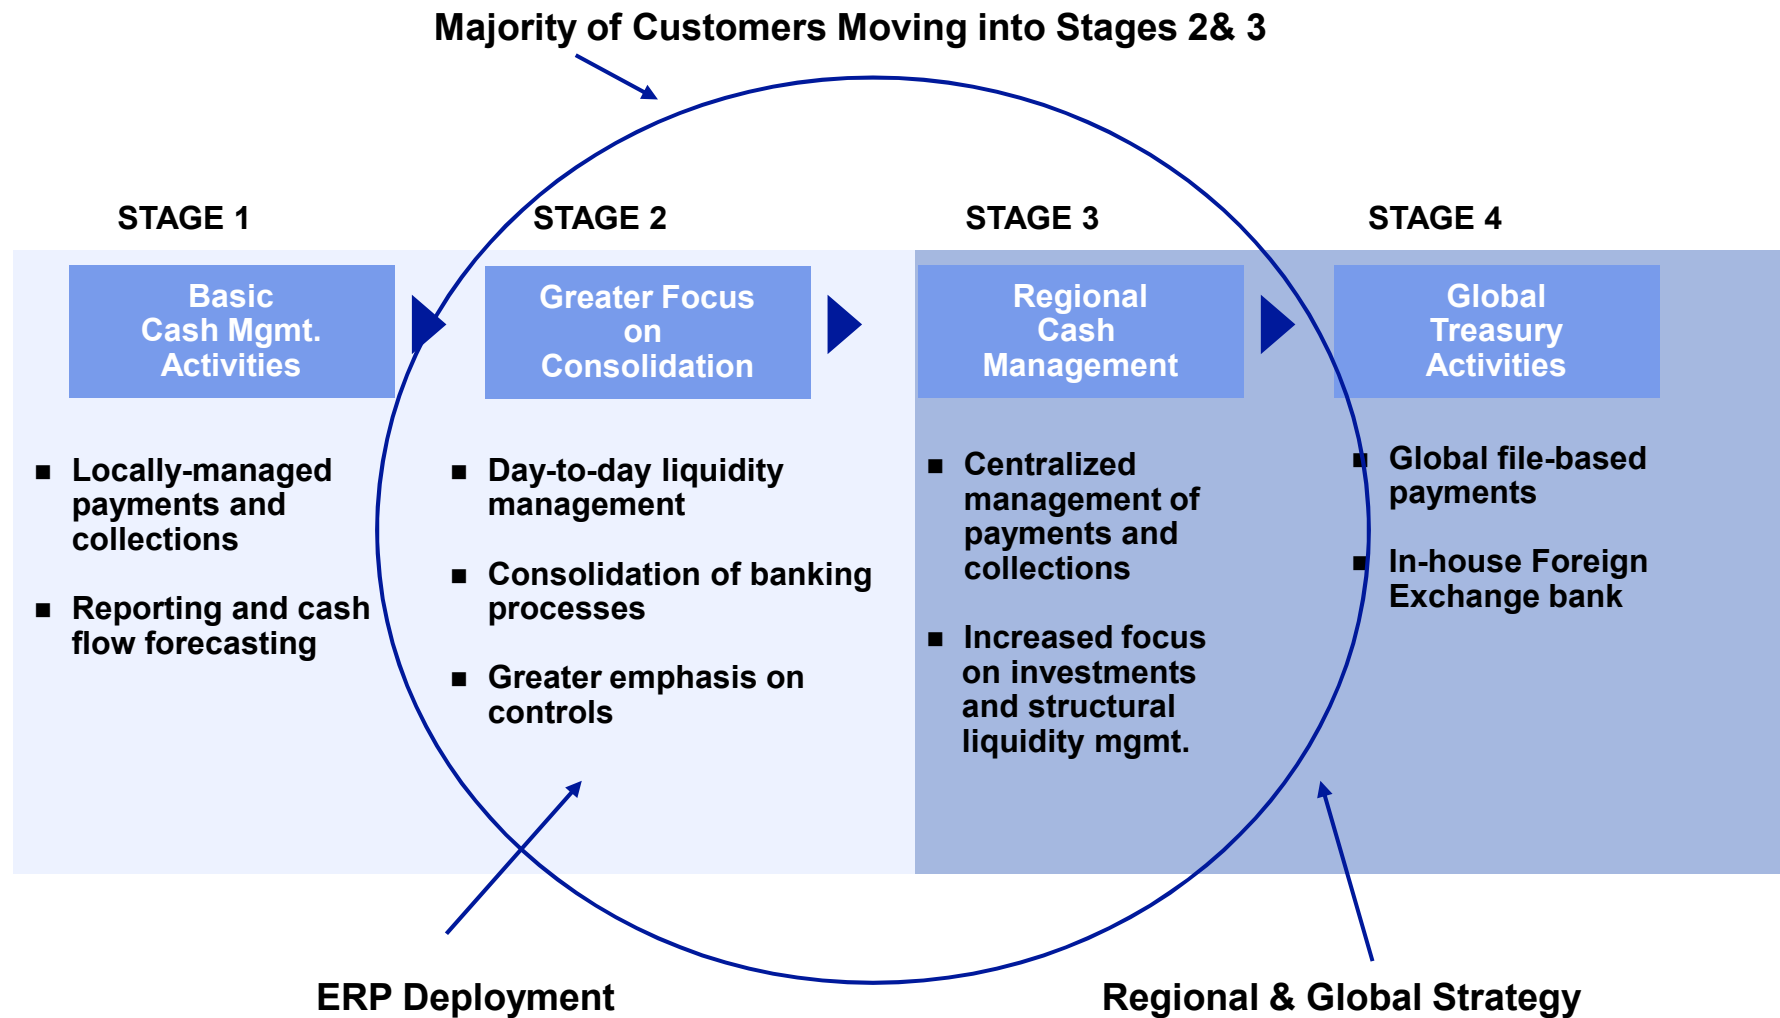 Majority of Customers Moving into Stages 2& 3
STAGE 1
STAGE 2
STAGE 3
STAGE 4
Basic
Cash Mgmt.
Activities
Greater Focus
on
Consolidation
Regional
Cash
Management
Global
Treasury
Activities
■ Locally-managed
payments and
collections
■ Reporting and cash
flow forecasting
■ Day-to-day liquidity
management
■ Consolidation of banking
processes
■ Greater emphasis on
controls
■ Centralized
management of
payments and
collections
■ Increased focus
on investments
and structural
liquidity mgmt.
■ Global file-based
payments
■ In-house Foreign
Exchange bank
ERP Deployment
Regional & Global Strategy